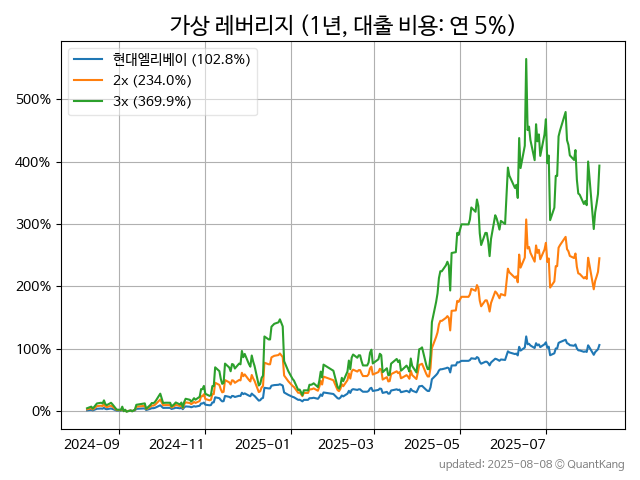 가상 레버리지 (1년, 대출 비용: 연 5%)
현대엘리베이 (102.8%)
2x (234.0%)
3x (369.9%)
500%
400%
300%
200%
100%
0%
2024-09 2024-11 2025-01 2025-03 2025-05 2025-07
updated: 2025-08-08 © QuantKang